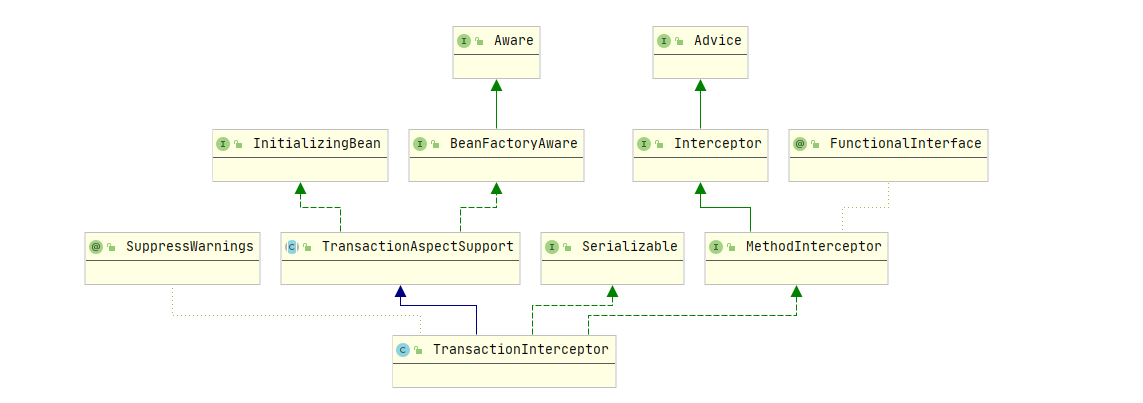 I Aware
I Advice
I InitializingBean
I BeanFactoryAware
I Interceptor
@ FunctionalInterface
@ SuppressWarnings
C TransactionAspectSupport
I Serializable
I MethodInterceptor
C TransactionInterceptor